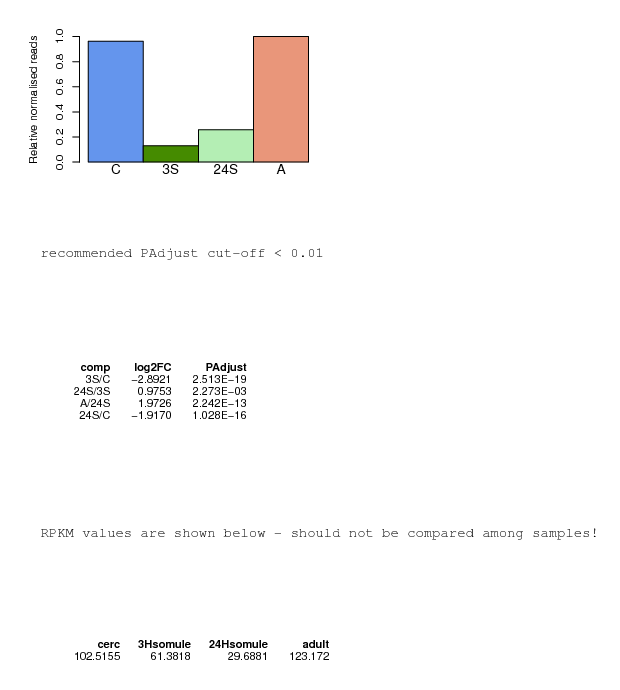 Relative normalised reads
1.0
0.8
0.6
0.4
0.2
0.0
C 3S 24S A
recommended PAdjust cut-off < 0.01
comp log2FC PAdjust
3S/C −2.8921 2.513E−19
24S/3S 0.9753 2.273E−03
A/24S 1.9726 2.242E−13
24S/C −1.9170 1.028E−16
RPKM values are shown below - should not be compared among samples!
cerc 3Hsomule 24Hsomule adult
102.5155 61.3818 29.6881 123.172